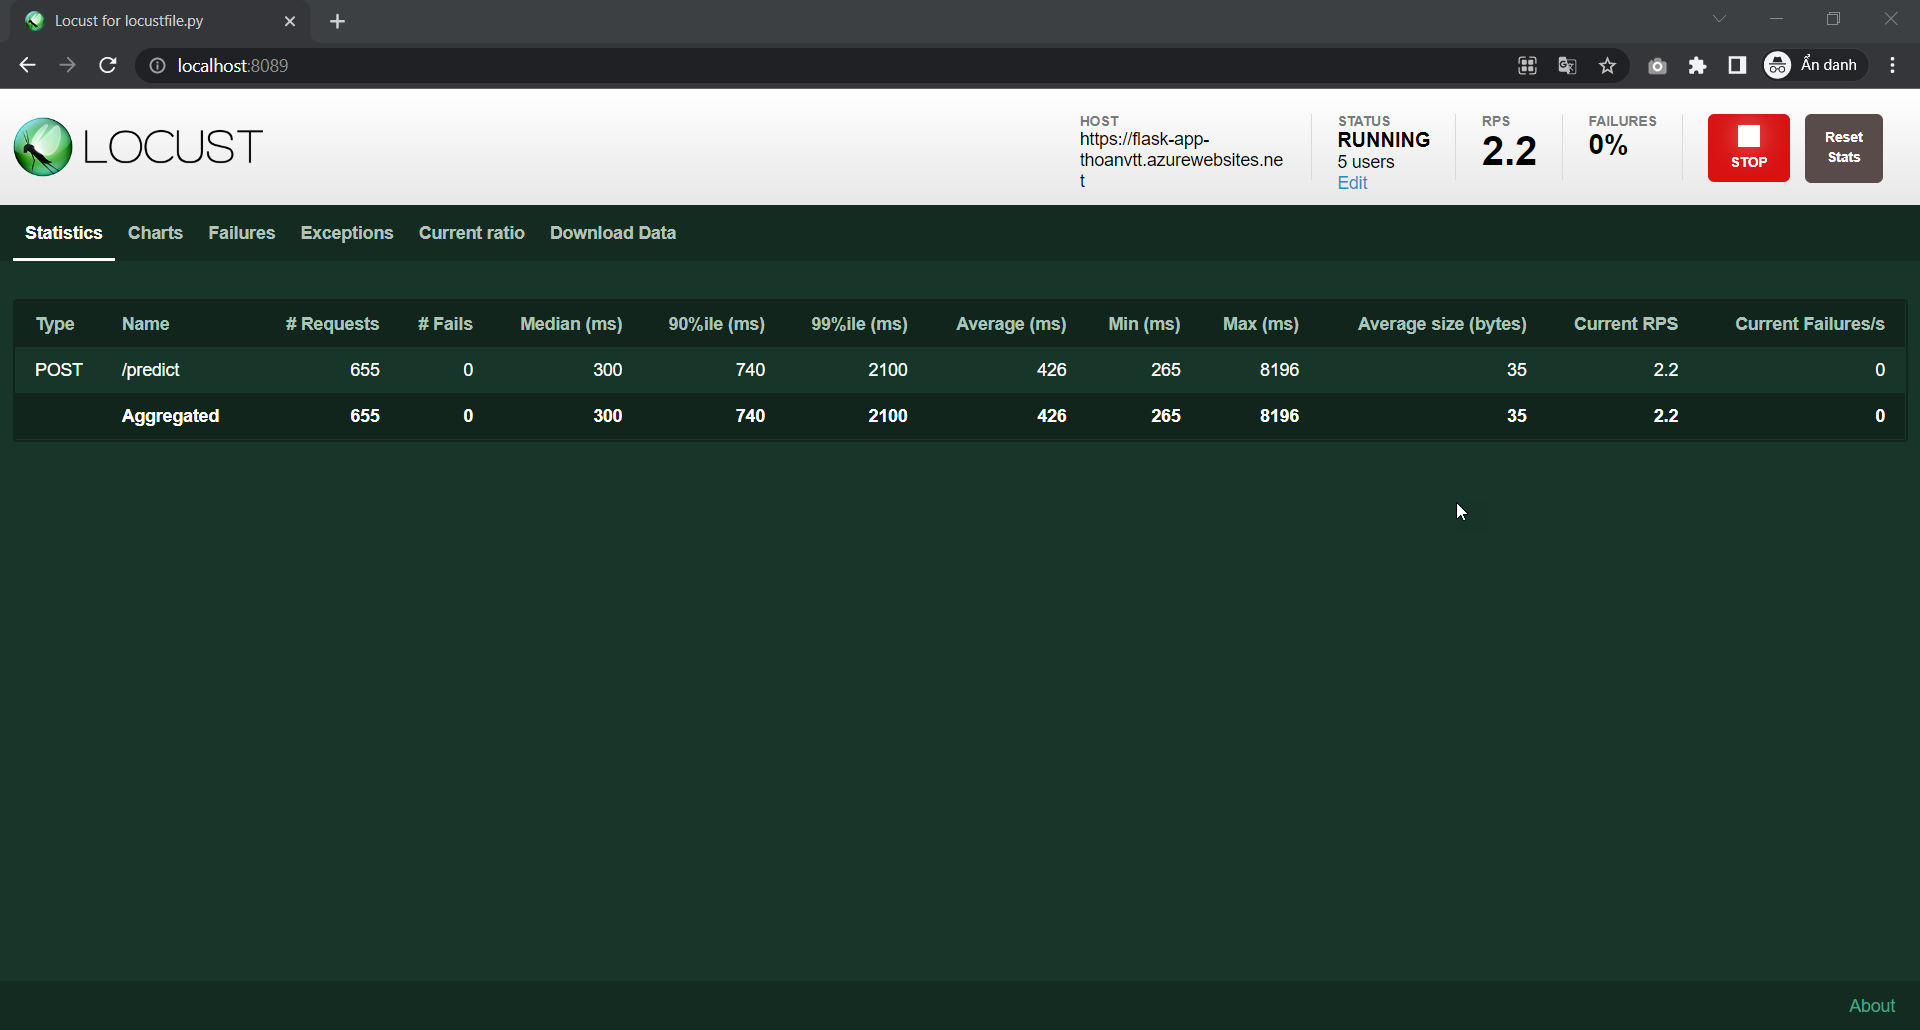 Locust for locustfile.py
localhost:8089
Ẩn danh
LOCUST
HOST
https://flask-app-
thoanvtt.azurewebsites.ne
t
STATUS
RUNNING
5 users
Edit
RPS
2.2
FAILURES
0%
STOP
Reset
Stats
Statistics Charts Failures Exceptions Current ratio Download Data
Type Name # Requests # Fails Median (ms) 90%ile (ms) 99%ile (ms) Average (ms) Min (ms) Max (ms) Average size (bytes) Current RPS Current Failures/s
POST /predict 655 0 300 740 2100 426 265 8196 35 2.2 0
Aggregated 655 0 300 740 2100 426 265 8196 35 2.2 0
About